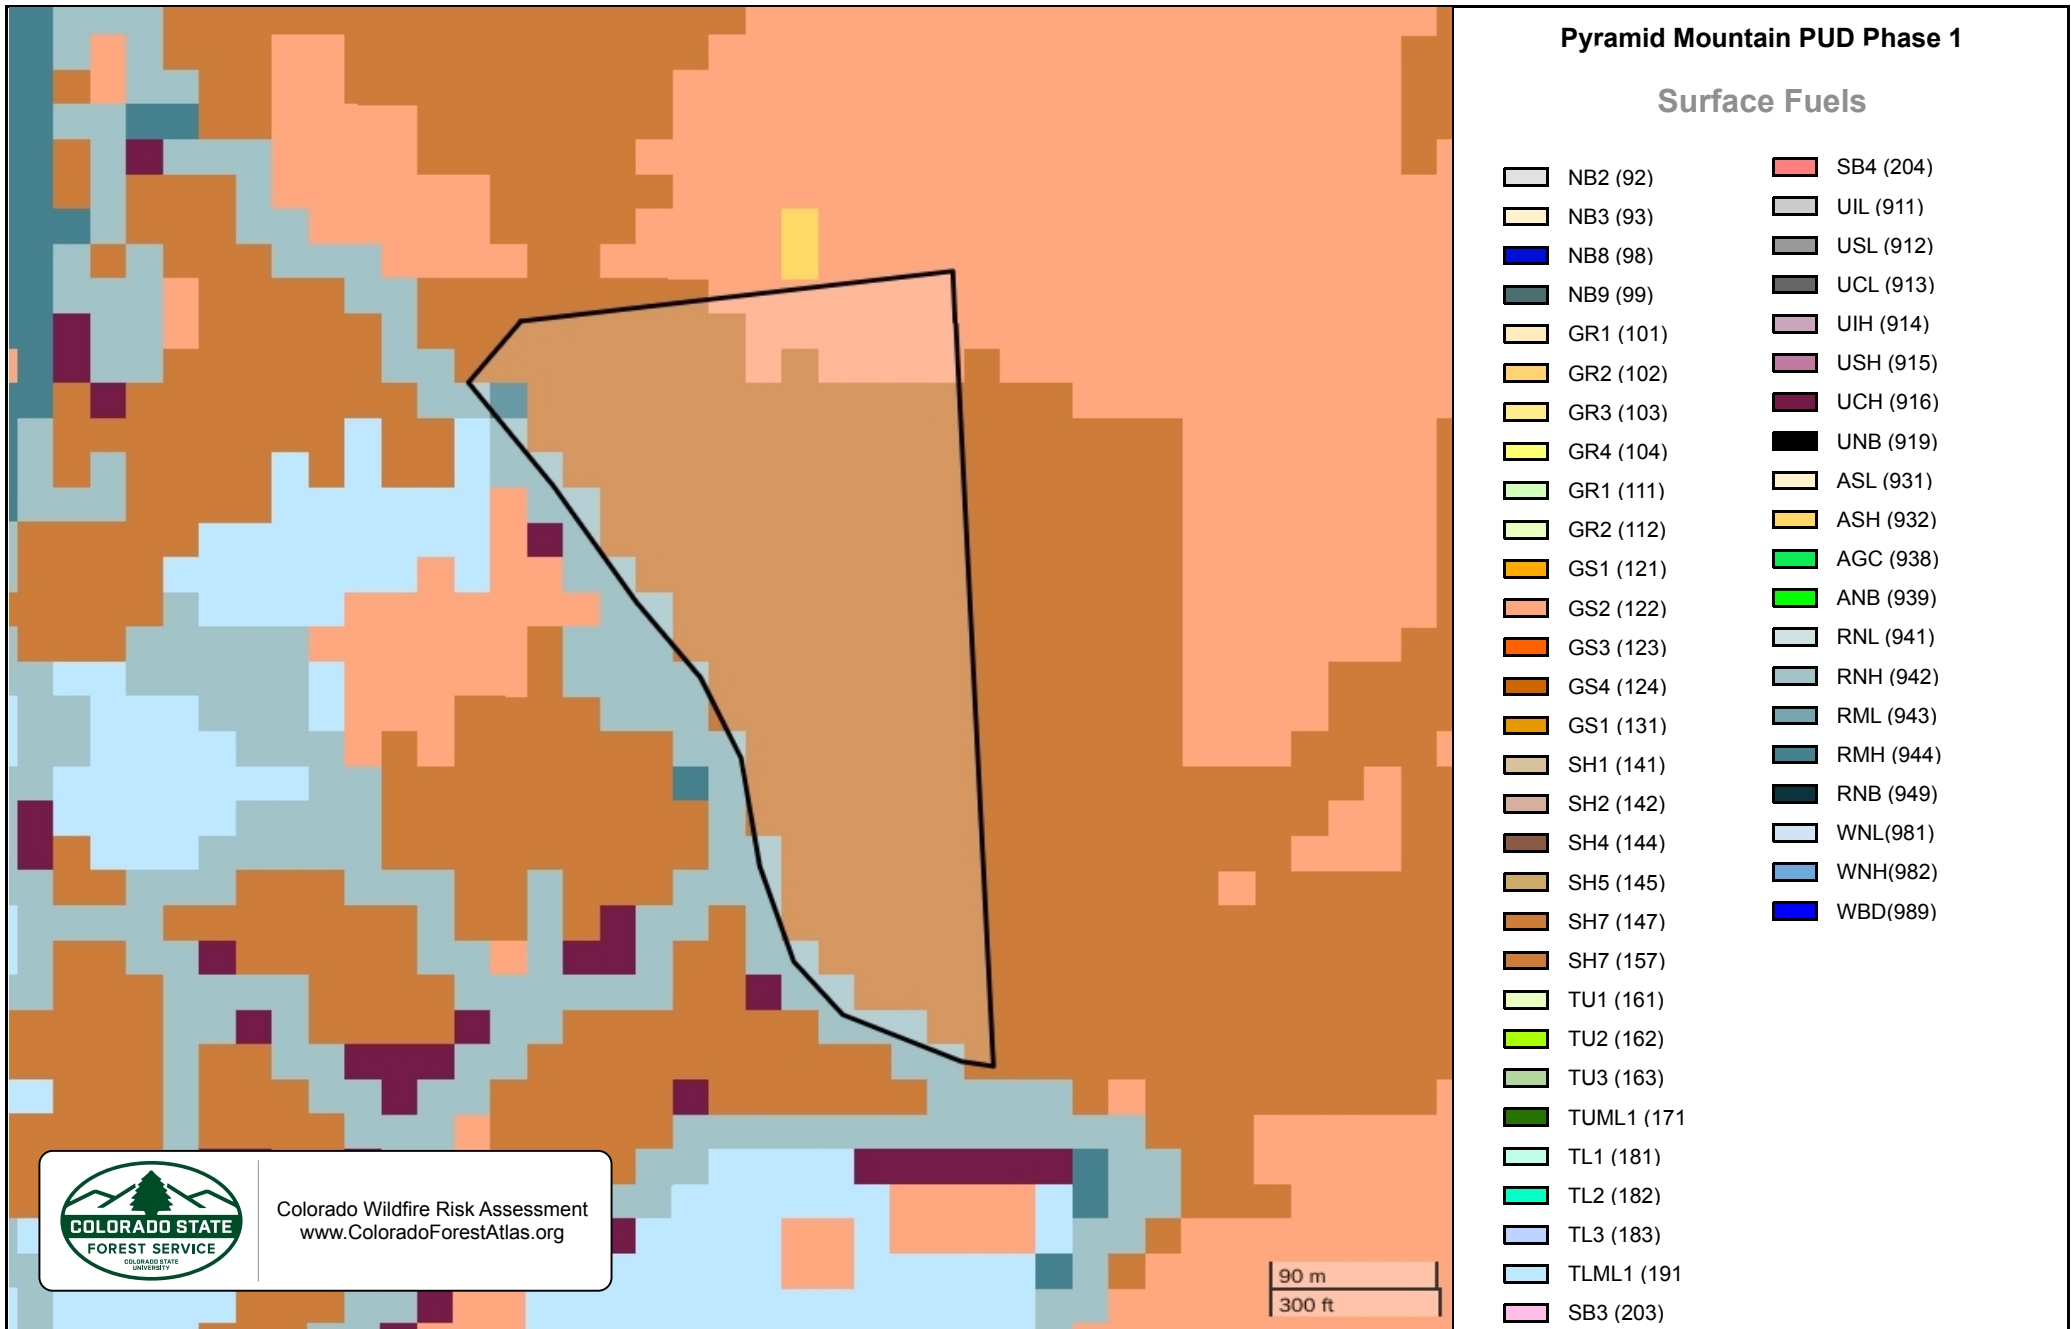 Pyramid Mountain PUD Phase 1
Surface Fuels
NB2 (92)
NB3 (93)
NB8 (98)
NB9 (99)
GR1 (101)
GR2 (102)
GR3 (103)
GR4 (104)
GR1 (111)
GR2 (112)
GS1 (121)
GS2 (122)
GS3 (123)
GS4 (124)
GS1 (131)
SH1 (141)
SH2 (142)
SH4 (144)
SH5 (145)
SH7 (147)
SH7 (157)
TU1 (161)
TU2 (162)
TU3 (163)
TUML1 (171
TL1 (181)
TL2 (182)
TL3 (183)
TLML1 (191
SB3 (203)
SB4 (204)
UIL (911)
USL (912)
UCL (913)
UIH (914)
USH (915)
UCH (916)
UNB (919)
ASL (931)
ASH (932)
AGC (938)
ANB (939)
RNL (941)
RNH (942)
RML (943)
RMH (944)
RNB (949)
WNL(981)
WNH(982)
WBD(989)
COLORADO STATE
FOREST SERVICE
COLORADO STATE
UNIVERSITY
Colorado Wildfire Risk Assessment
www.ColoradoForestAtlas.org
90 m
300 ft